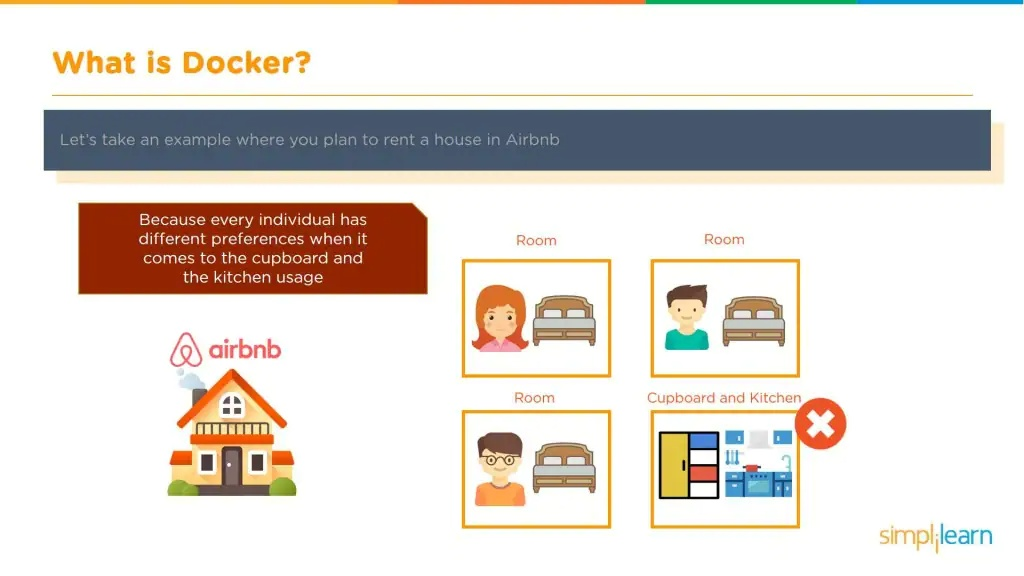 What is Docker?
Let's take an example where you plan to rent a house in Airbnb
Because every individual has
different preferences when it
comes to the cupboard and
the kitchen usage
airbnb
Room
Room
Room
Cupboard and Kitchen
simplilearn